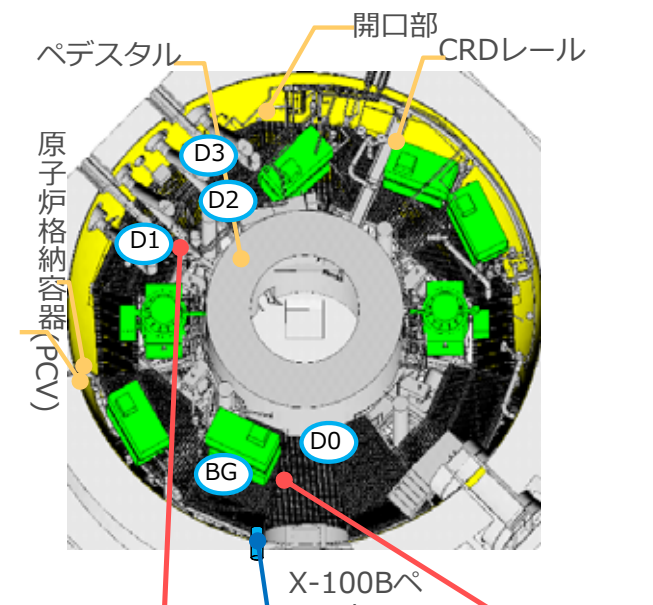 開口部
ペデスタル
CRDレール
原子炉格納容器(PCV)
D3
D2
D1
D0
BG
X-100Bペ